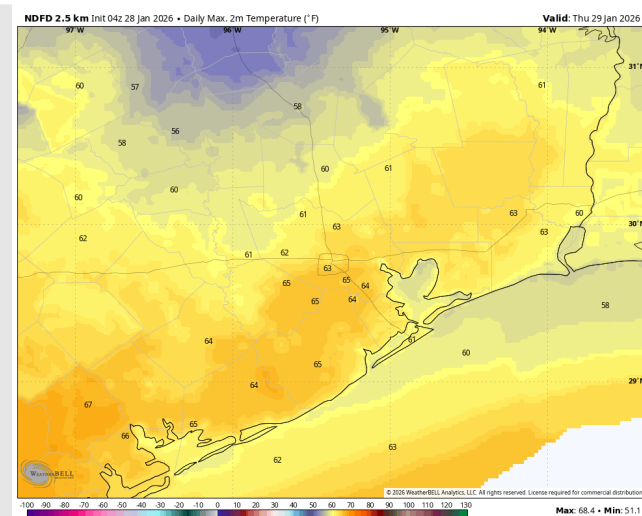 NDFD 2.5 km Init 04z 28 Jan 2026 • Daily Max. 2m Temperature (°F)
Valid: Thu 29 Jan 2026
97°W 96°W 95°W 94°W
31°N
60 57 61
58
56
58
60 61
60
60
61 63 60
63
30°N
62 63
61 62
63
65 65 64
65 64
58
64 61
60
65
64
29°N
67
65
66
62 63
WEATHERBELL
© 2026 WeatherBELL Analytics, LLC. All rights reserved. License required for commercial distribution
-100 -90 -80 -70 -60 -50 -40 -30 -20 -10 0 10 20 30 40 50 60 70 80 90 100 110 120 130
Max: 68.4 • Min: 51.1